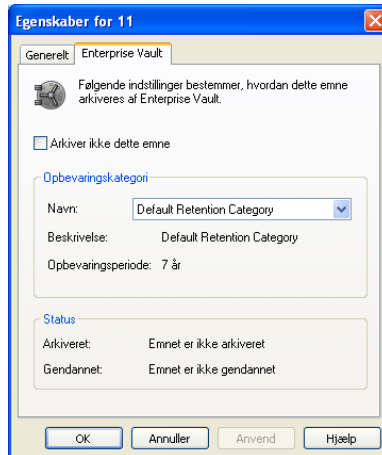 Egenskaber for 11
Generelt
Enterprise Vault
Følgende indstillinger bestemmer, hvordan dette emne
arkiveres af Enterprise Vault.
Arkiver ikke dette emne
Opbevaringskategori
Navn: Default Retention Category
Beskrivelse: Default Retention Category
Opbevaringsperiode: 7 år
Status
Arkiveret: Emnet er ikke arkiveret
Gendannet: Emnet er ikke gendannet
OK Annuller Anvend Hjælp